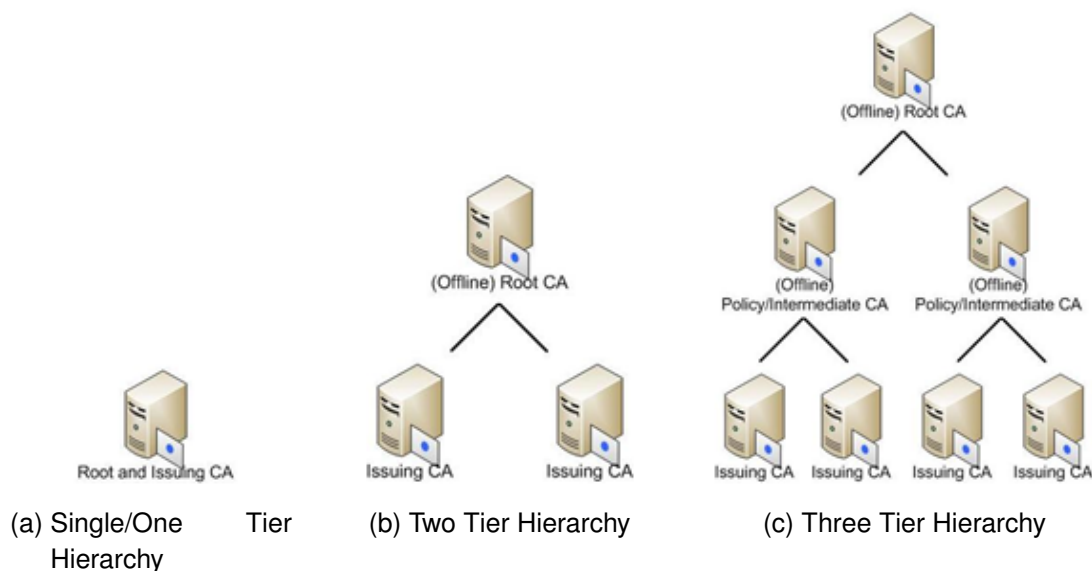 (Offline) Root CA
(Offline)
Policy/Intermediate CA
(Offline)
Policy/Intermediate CA
(Offline) Root CA
Root and Issuing CA
Issuing CA
Issuing CA
Issuing CA
Issuing CA
Issuing CA
Issuing CA
(a) Single/One Tier
Hierarchy
(b) Two Tier Hierarchy
(c) Three Tier Hierarchy